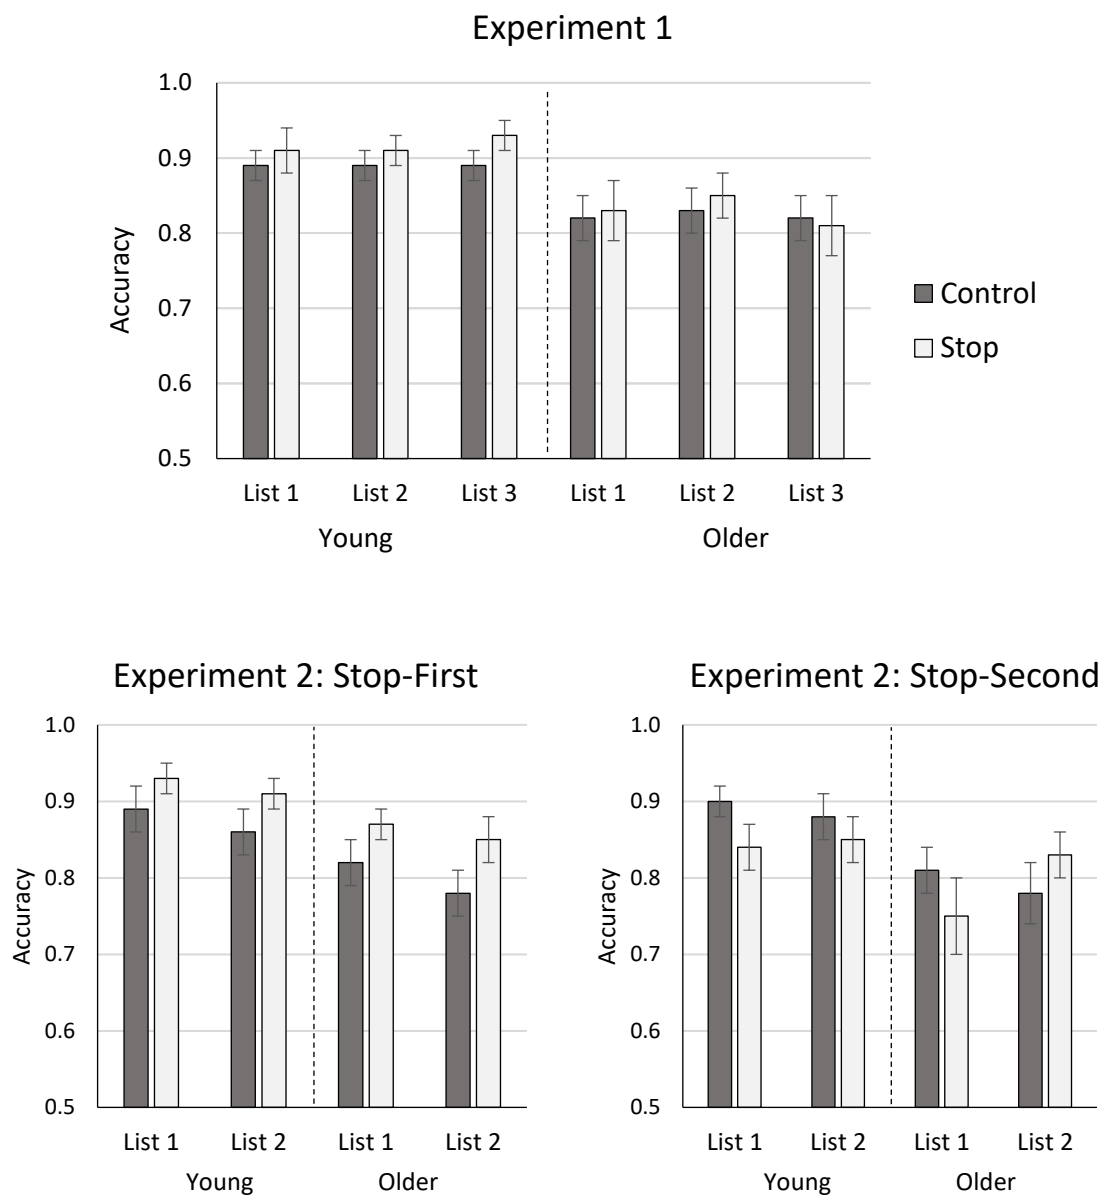 Experiment 1
1.0
0.9
0.8
0.7
0.6
0.5
Accuracy
Control
Stop
List 1 List 2 List 3 List 1 List 2 List 3
Young Older
Experiment 2: Stop-First
1.0
0.9
0.8
0.7
0.6
0.5
Accuracy
List 1 List 2 List 1 List 2
Young Older
Experiment 2: Stop-Second
1.0
0.9
0.8
0.7
0.6
0.5
Accuracy
List 1 List 2 List 1 List 2
Young Older